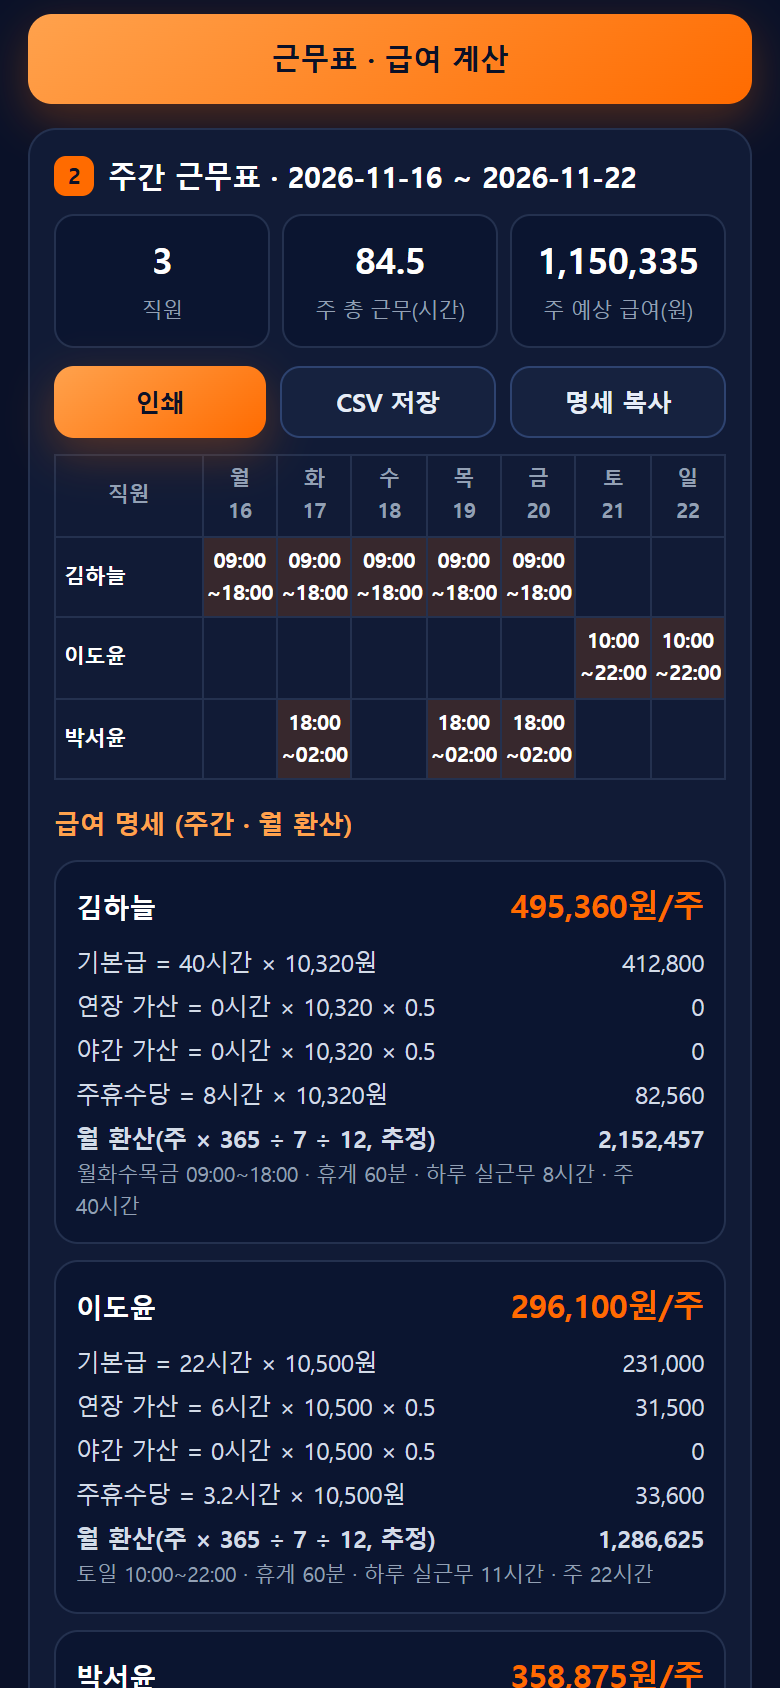 근무표 · 급여 계산
2 주간 근무표 · 2026-11-16 ~ 2026-11-22
3 84.5 1,150,335
직원 주 총 근무(시간) 주 예상 급여(원)
인쇄 CSV 저장 명세 복사
직원 월 화 수 목 금 토 일
16 17 18 19 20 21 22
김하늘 09:00 09:00 09:00 09:00 09:00
~18:00 ~18:00 ~18:00 ~18:00 ~18:00
이도윤 10:00 10:00
~22:00 ~22:00
박서윤 18:00 18:00 18:00
~02:00 ~02:00 ~02:00
급여 명세 (주간 · 월 환산)
김하늘 495,360원/주
기본급 = 40시간 × 10,320원 412,800
연장 가산 = 0시간 × 10,320 × 0.5 0
야간 가산 = 0시간 × 10,320 × 0.5 0
주휴수당 = 8시간 × 10,320원 82,560
월 환산(주 × 365 ÷ 7 ÷ 12, 추정) 2,152,457
월화수목금 09:00~18:00 · 휴게 60분 · 하루 실근무 8시간 · 주
40시간
이도윤 296,100원/주
기본급 = 22시간 × 10,500원 231,000
연장 가산 = 6시간 × 10,500 × 0.5 31,500
야간 가산 = 0시간 × 10,500 × 0.5 0
주휴수당 = 3.2시간 × 10,500원 33,600
월 환산(주 × 365 ÷ 7 ÷ 12, 추정) 1,286,625
토일 10:00~22:00 · 휴게 60분 · 하루 실근무 11시간 · 주 22시간
박서윤 358,875원/주